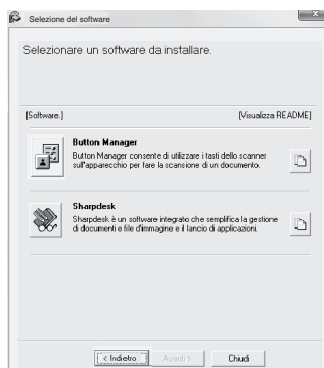 Selezione del software
Selezionare un software da installare.
[Software.] [Visualizza README]
Button Manager
Button Manager consente di utilizzare i tasti dello scanner
sull'apparecchio per fare la scansione di un documento.
Sharpdesk
Sharpdesk è un software integrato che semplifica la gestione
di documenti e file d'immagine e il lancio di applicazioni.
< Indietro Avanti > Chiudi